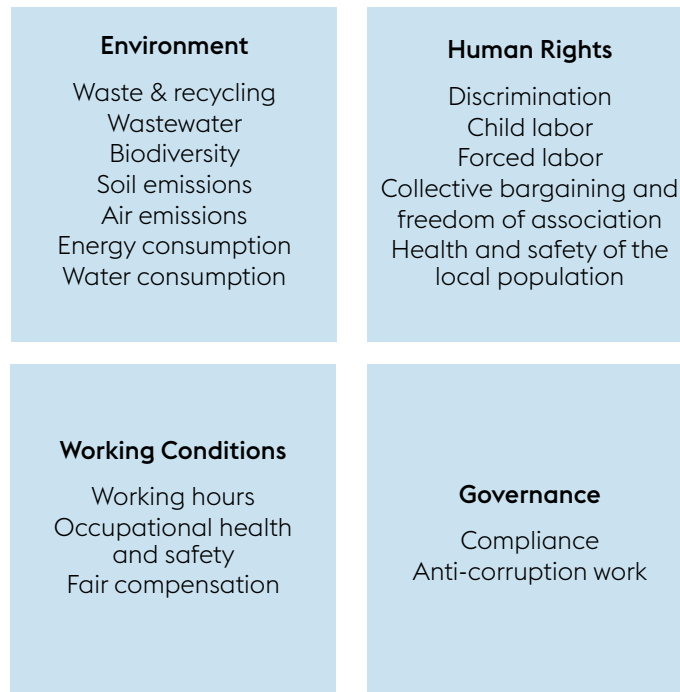 Environment
Waste & recycling
Wastewater
Biodiversity
Soil emissions
Air emissions
Energy consumption
Water consumption
Human Rights
Discrimination
Child labor
Forced labor
Collective bargaining and
freedom of association
Health and safety of the
local population
Working Conditions
Working hours
Occupational health
and safety
Fair compensation
Governance
Compliance
Anti-corruption work